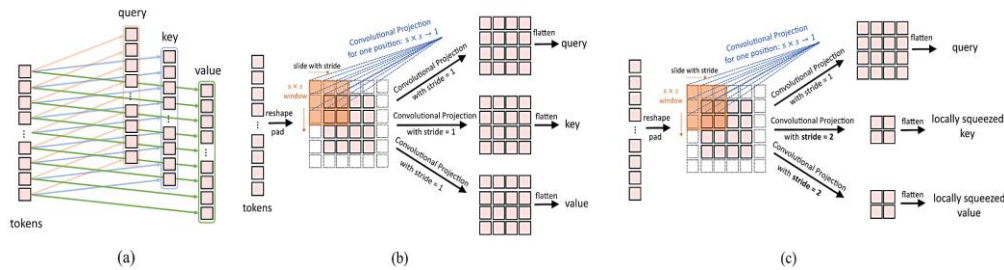 query
key
value
tokens
(a)
Convolutional Projection
for one position: s × s → 1
slide with stride
s × s
window
reshape
pad
tokens
Convolutional Projection
with stride = 1
Convolutional Projection
with stride = 1
Convolutional Projection
with stride = 1
flatten
query
flatten
key
flatten
value
(b)
Convolutional Projection
for one position: s × s → 1
slide with stride
s × s
window
reshape
pad
tokens
Convolutional Projection
with stride = 1
Convolutional Projection
with stride = 2
Convolutional Projection
with stride = 2
flatten
query
flatten
locally squeezed
key
flatten
locally squeezed
value
(c)